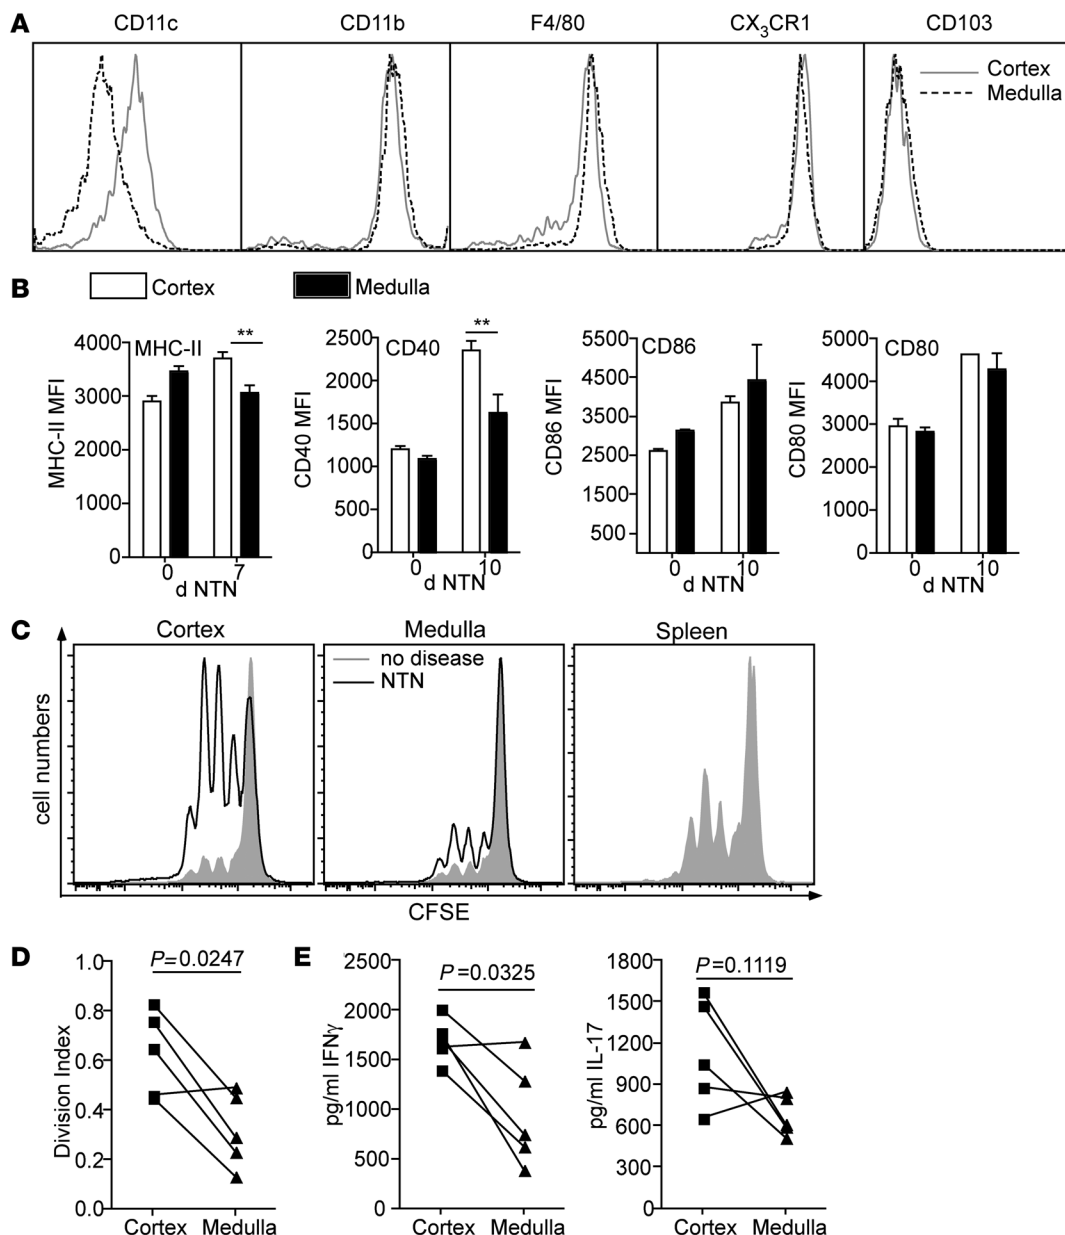 A
CD11c CD11b F4/80 CX3CR1 CD103
Cortex
Medulla
B
Cortex Medulla
MHC-II
MHC-II MFI
4000
3000
2000
1000
0
**
0 7
d NTN
CD40
CD40 MFI
2500
2000
1500
1000
500
0
**
0 10
d NTN
CD86
CD86 MFI
5500
4500
3500
2500
1500
500
0 10
d NTN
CD80
CD80 MFI
5000
4000
3000
2000
1000
0
0 10
d NTN
C
Cortex Medulla Spleen
no disease
NTN
cell numbers
CFSE
D
P=0.0247
Division Index
1.0
0.8
0.6
0.4
0.2
0.0
Cortex Medulla
E
P=0.0325
pg/ml IFNγ
2500
2000
1500
1000
500
0
Cortex Medulla
P=0.1119
pg/ml IL-17
1800
1500
1200
900
600
300
0
Cortex Medulla